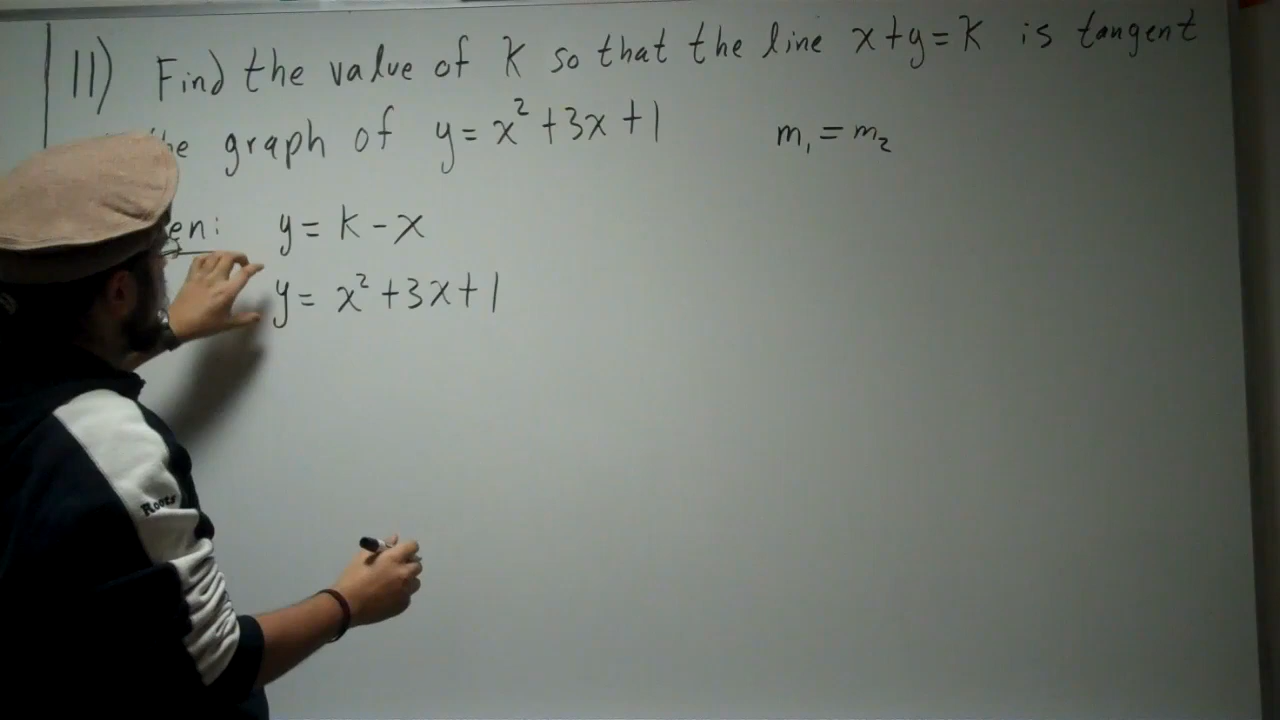 11) Find the value of K so that the line x+y=K is tangent
graph of y = x² + 3x + 1 m₁ = m₂
y = K - x
y = x² + 3x + 1
Roots